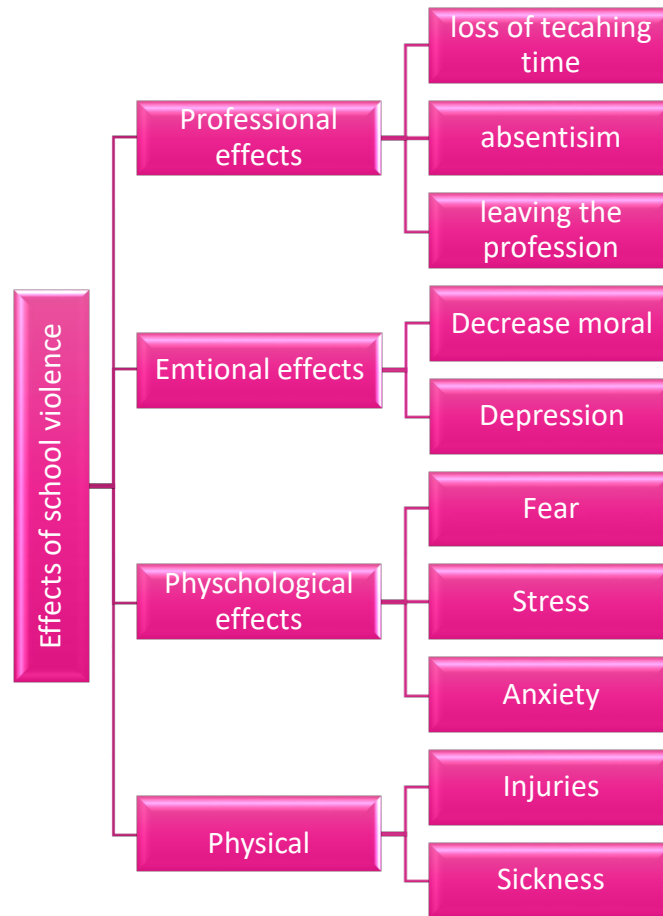 Effects of school violence
Professional
effects
loss of tecahing
time
absentisim
leaving the
profession
Emtional effects
Decrease moral
Depression
Physchological
effects
Fear
Stress
Anxiety
Physical
Injuries
Sickness